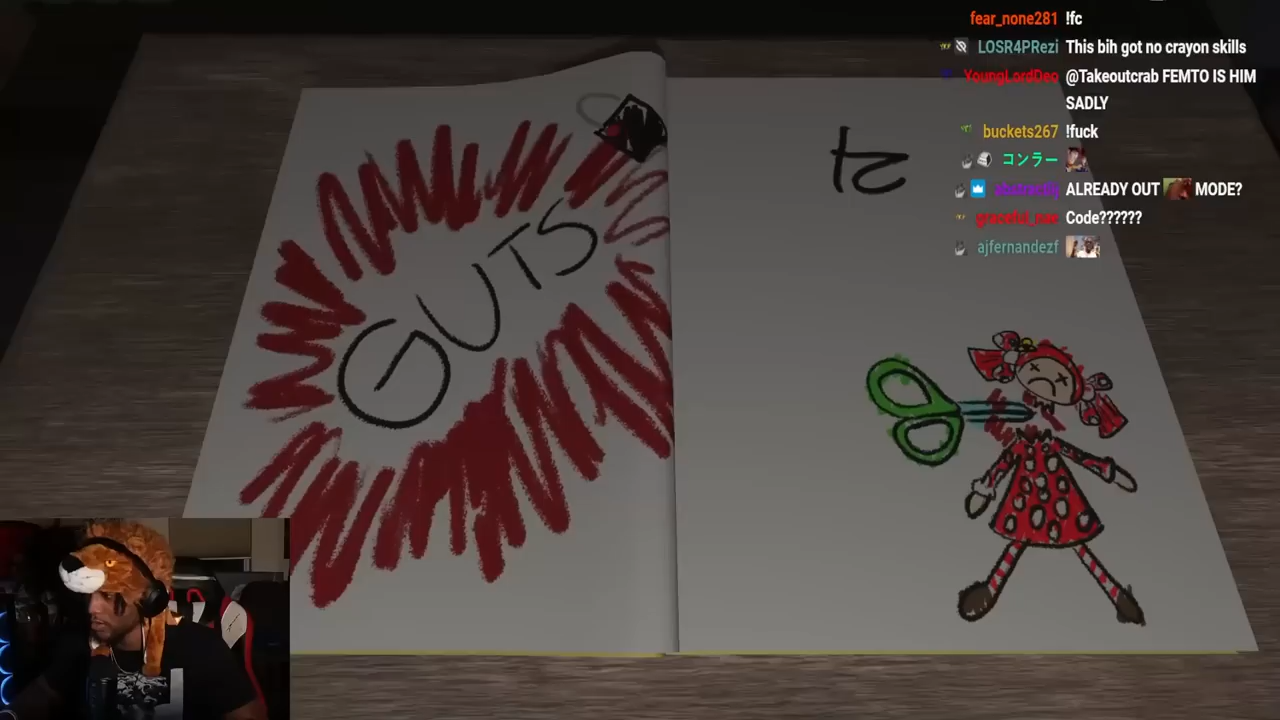 fear_none281 !fc
LOSR4PRezi This bih got no crayon skills
YoungLordDeo @Takeoutcrab FEMTO IS HIM
SADLY
buckets267 !fuck
コンラー
ALREADY OUT MODE?
Code??????
ajfernandezf
GUTS